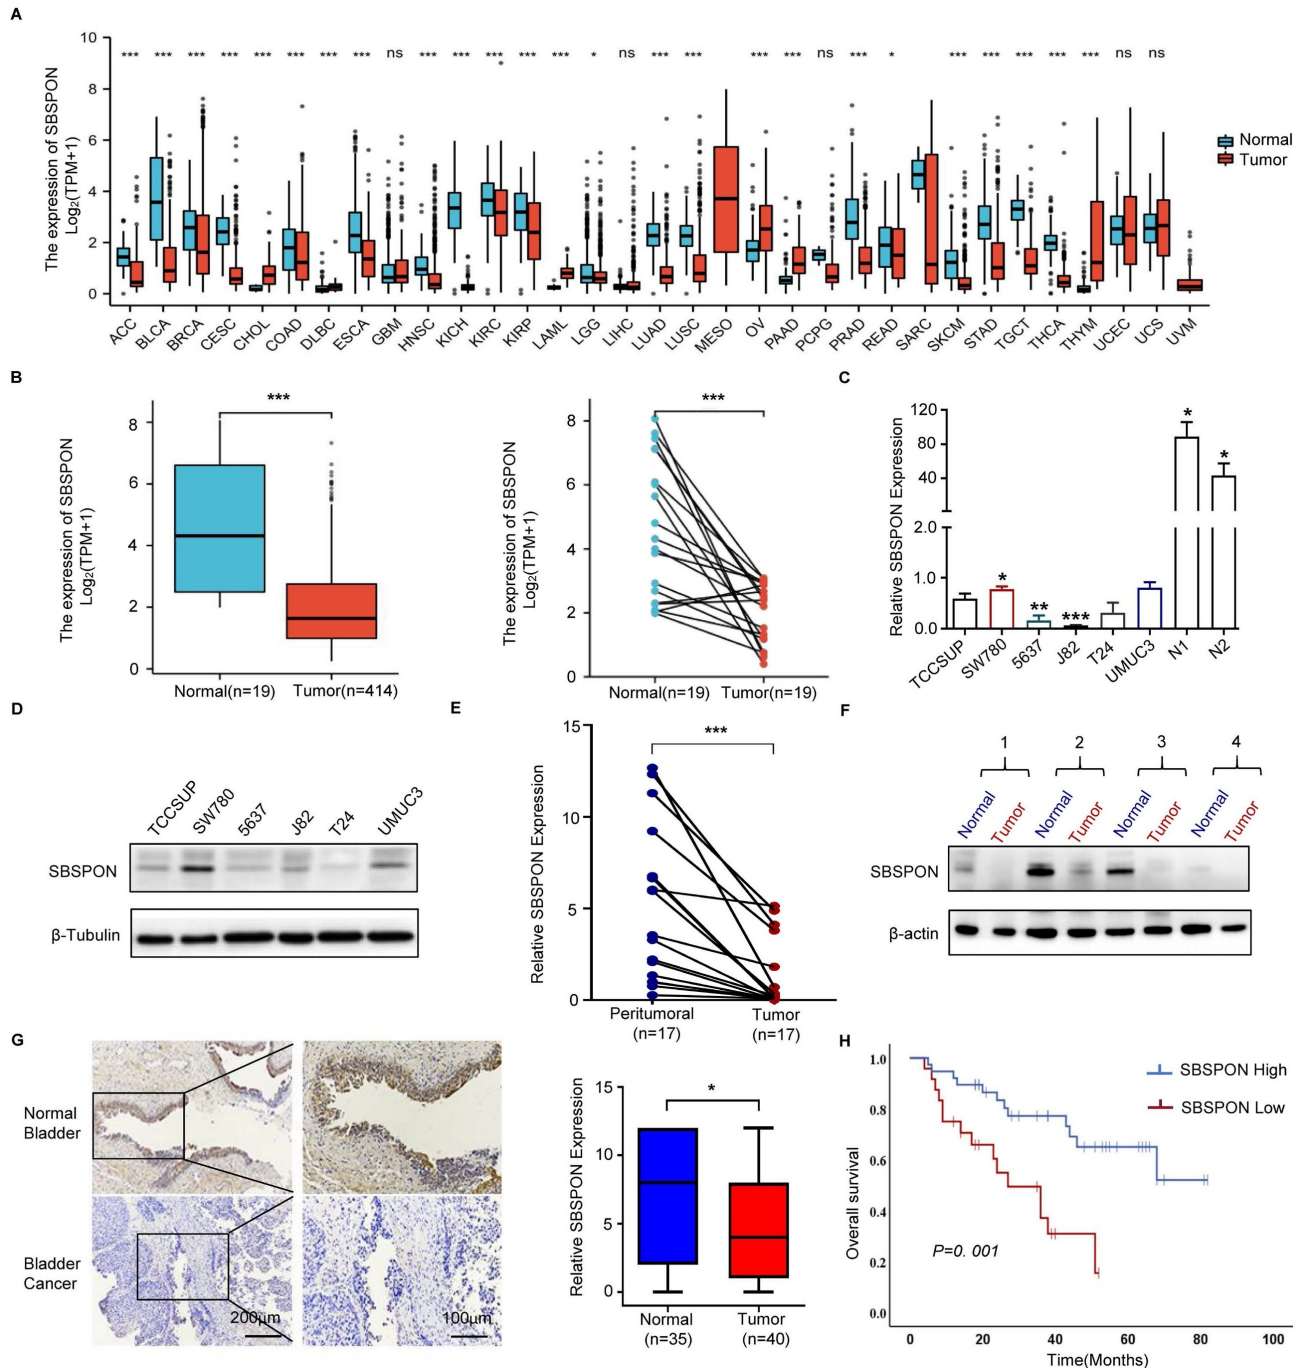 A
The expression of SBSPON
Log₂(TPM+1)
10
8
6
4
2
0
*** *** *** *** *** *** *** *** ns *** *** *** *** *** * ns *** *** *** *** ns *** * *** *** *** *** *** ns ns
Normal
Tumor
ACC BLCA BRCA CESC CHOL COAD DLBC ESCA GBM HNSC KICH KIRC KIRP LAML LGG LIHC LUAD LUSC MESO OV PAAD PCPG PRAD READ SARC SKCM STAD TGCT THCA THYM UCEC UCS UVM
B
The expression of SBSPON
Log₂(TPM+1)
8
6
4
2
0
***
Normal(n=19) Tumor(n=414)
The expression of SBSPON
Log₂(TPM+1)
8
6
4
2
0
***
Normal(n=19) Tumor(n=19)
C
Relative SBSPON Expression
120
80
40
2.0
1.0
0.0
* ** *** * *
TCCSUP SW780 5637 J82 T24 UMUC3 N1 N2
D
TCCSUP SW780 5637 J82 T24 UMUC3
SBSPON
β-Tubulin
E
Relative SBSPON Expression
15
10
5
0
***
Peritumoral Tumor
(n=17) (n=17)
F
1 2 3 4
Normal Tumor Normal Tumor Normal Tumor Normal Tumor
SBSPON
β-actin
G
Normal
Bladder
Bladder
Cancer
200μm
100μm
Relative SBSPON Expression
15
10
5
0
*
Normal Tumor
(n=35) (n=40)
H
Overall survival
1.0
0.8
0.6
0.4
0.2
0.0
SBSPON High
SBSPON Low
P=0. 001
0 20 40 60 80 100
Time(Months)